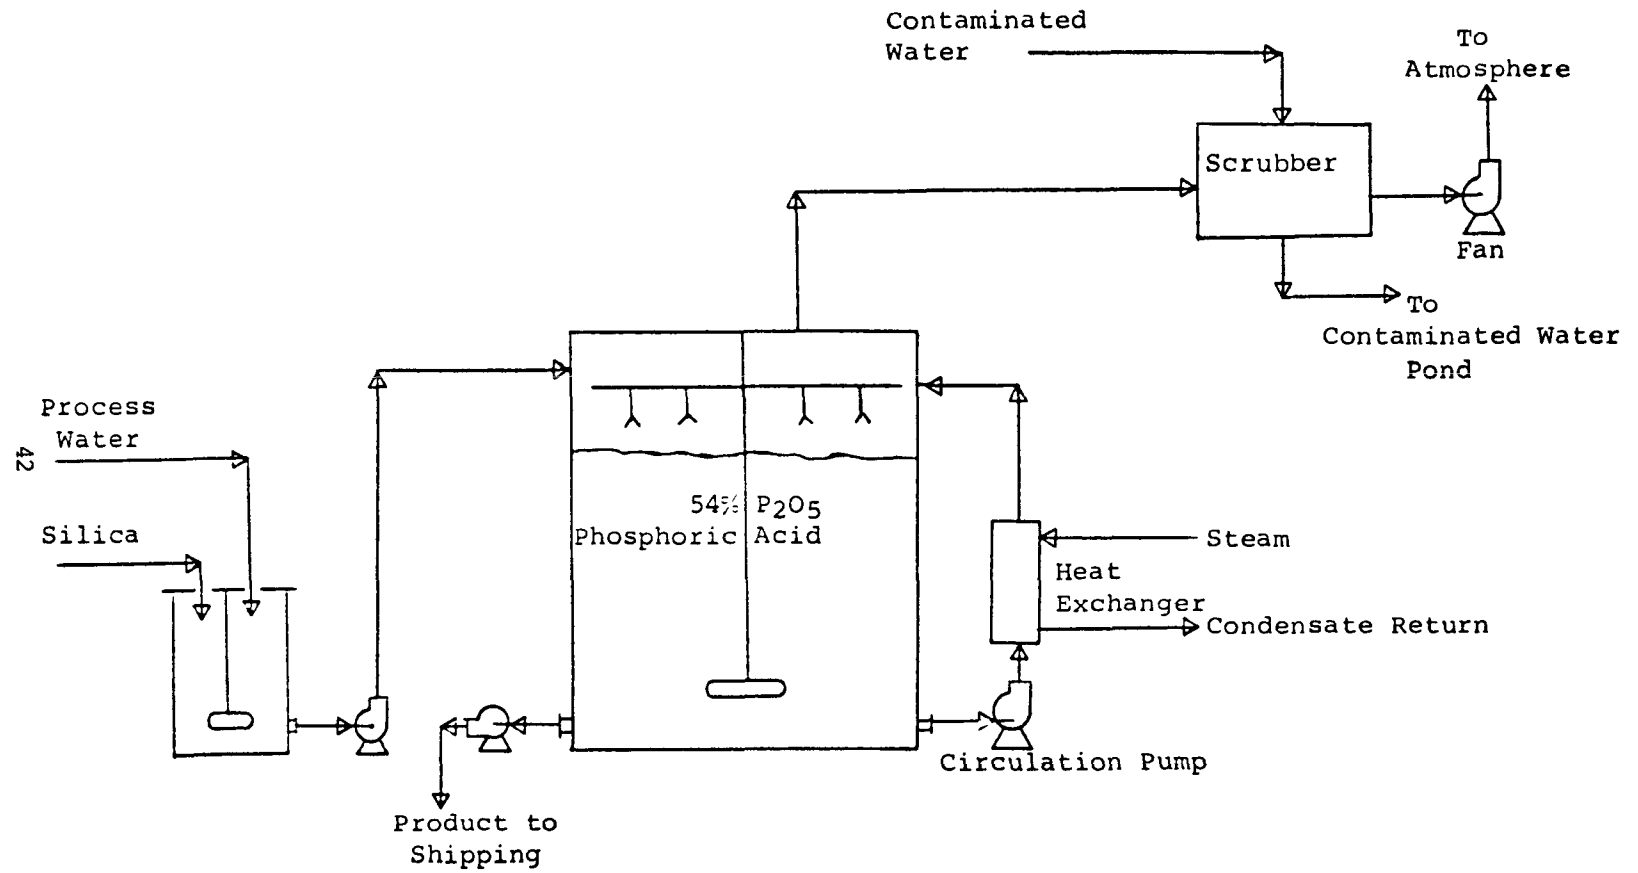 Contaminated
Water
To
Atmosphere
Scrubber
Fan
To
Contaminated Water
Pond
Process
Water
42
Silica
54% P2O5
Phosphoric Acid
Steam
Heat
Exchanger
Condensate Return
Circulation Pump
Product to
Shipping